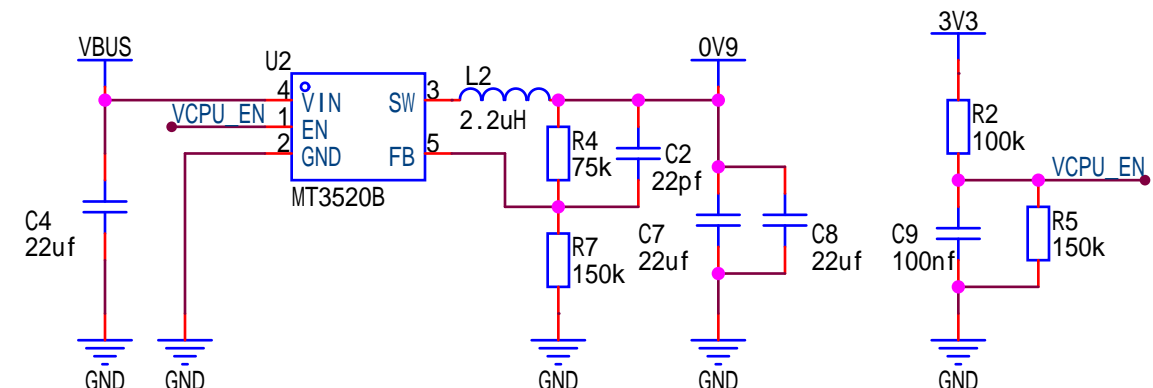 VBUS
U2
4
VIN
SW
3
L2
2.2uH
VCPU_EN
1
EN
2
GND
FB
5
MT3520B
C4
22uf
R4
75k
C2
22pf
R7
150k
0V9
C7
22uf
C8
22uf
3V3
R2
100k
VCPU_EN
C9
100nf
R5
150k
GND
GND
GND
GND
GND